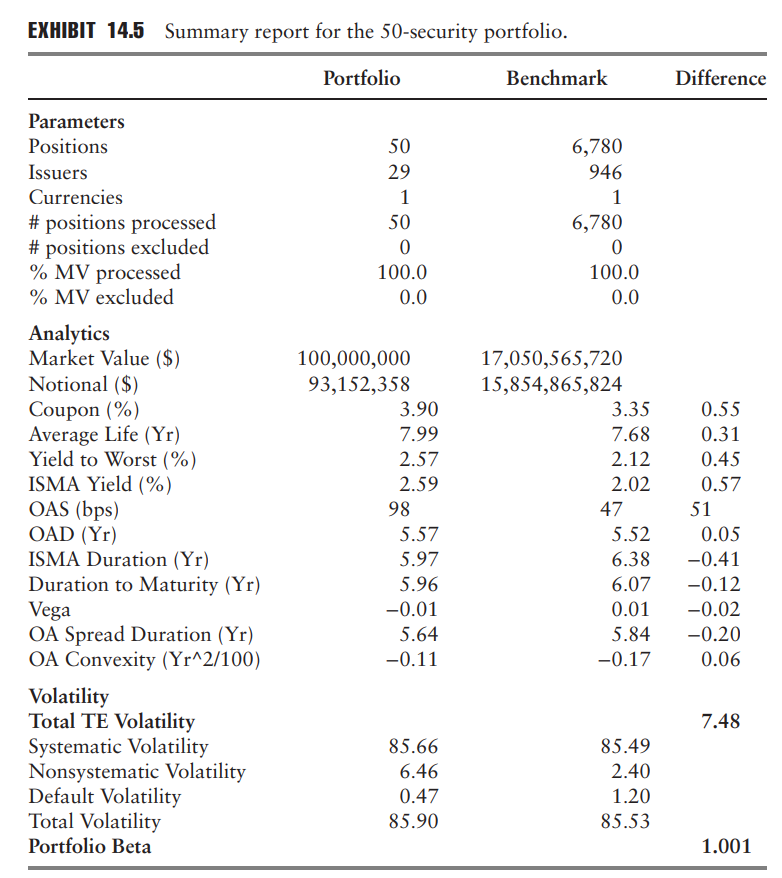 EXHIBIT 14.5 Summary report for the 50-security portfolio.
Portfolio Benchmark Difference
Parameters
Positions 50 6,780
Issuers 29 946
Currencies 1 1
# positions processed 50 6,780
# positions excluded 0 0
% MV processed 100.0 100.0
% MV excluded 0.0 0.0
Analytics
Market Value ($) 100,000,000 17,050,565,720
Notional ($) 93,152,358 15,854,865,824
Coupon (%) 3.90 3.35 0.55
Average Life (Yr) 7.99 7.68 0.31
Yield to Worst (%) 2.57 2.12 0.45
ISMA Yield (%) 2.59 2.02 0.57
OAS (bps) 98 47 51
OAD (Yr) 5.57 5.52 0.05
ISMA Duration (Yr) 5.97 6.38 −0.41
Duration to Maturity (Yr) 5.96 6.07 −0.12
Vega −0.01 0.01 −0.02
OA Spread Duration (Yr) 5.64 5.84 −0.20
OA Convexity (Yr^2/100) −0.11 −0.17 0.06
Volatility
Total TE Volatility 7.48
Systematic Volatility 85.66 85.49
Nonsystematic Volatility 6.46 2.40
Default Volatility 0.47 1.20
Total Volatility 85.90 85.53
Portfolio Beta 1.001